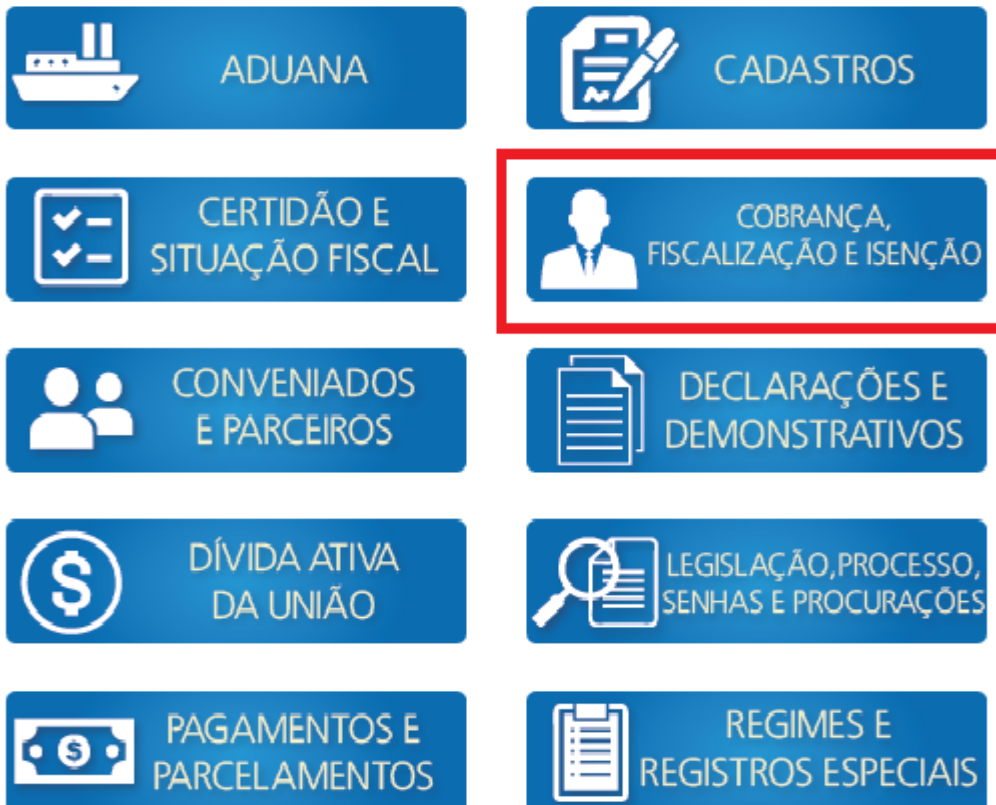 ADUANA
CADASTROS
CERTIDÃO E
SITUAÇÃO FISCAL
COBRANÇA,
FISCALIZAÇÃO E ISENÇÃO
CONVENIADOS
E PARCEIROS
DECLARAÇÕES E
DEMONSTRATIVOS
DÍVIDA ATIVA
DA UNIÃO
LEGISLAÇÃO,PROCESSO,
SENHAS E PROCURAÇÕES
PAGAMENTOS E
PARCELAMENTOS
REGIMES E
REGISTROS ESPECIAIS